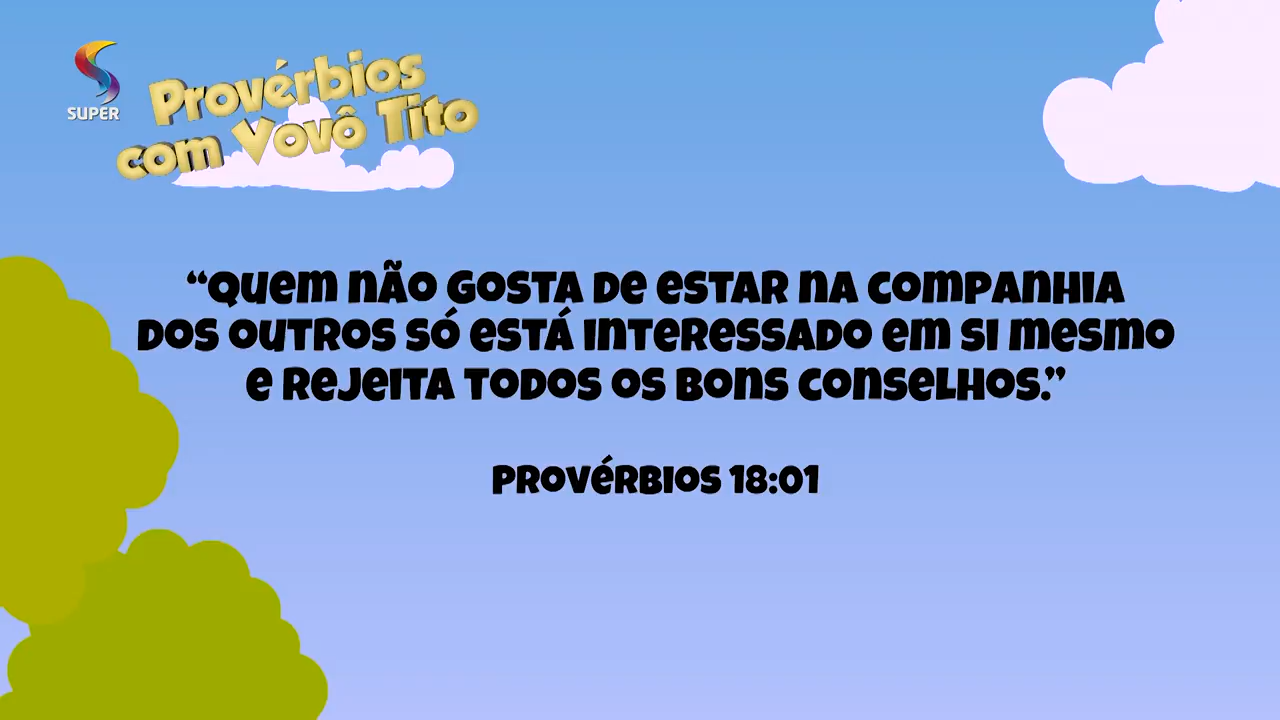 SUPER
Provérbios
com Vovô Tito
“Quem não gosta de estar na companhia
dos outros só está interessado em si mesmo
e rejeita todos os bons conselhos.”
Provérbios 18:01